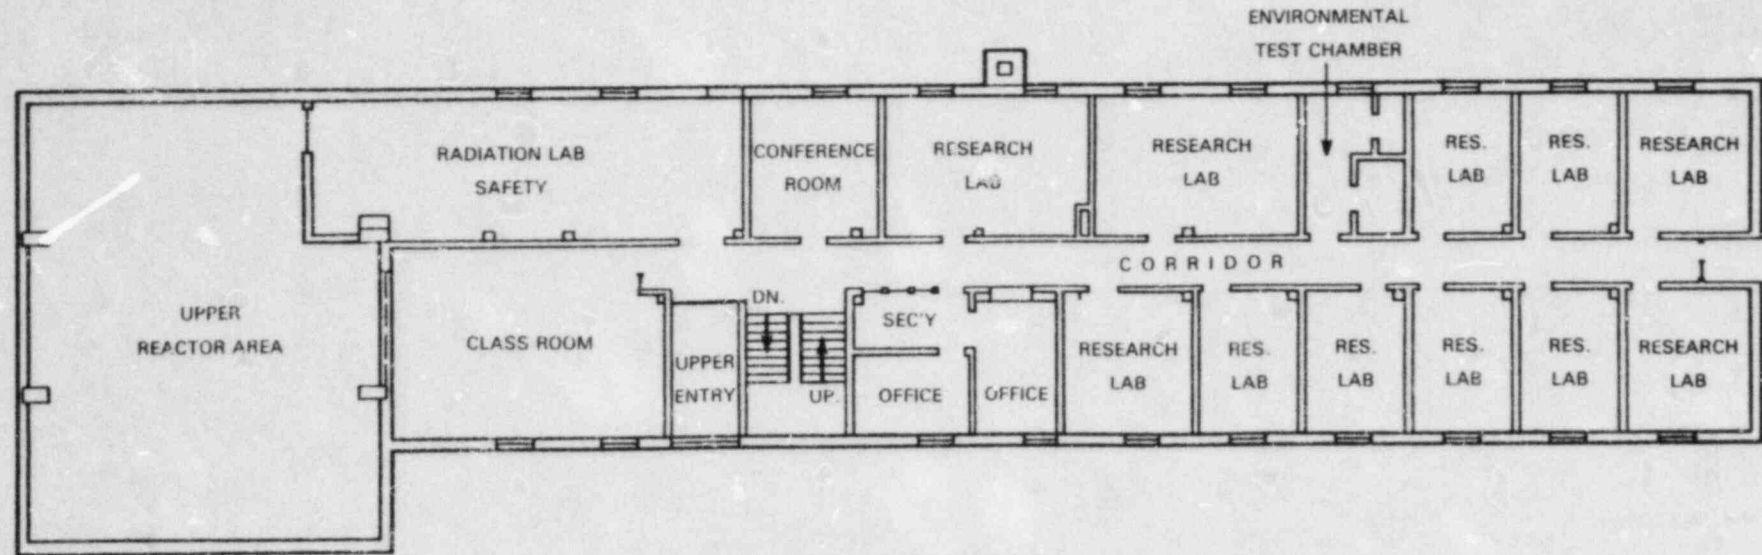 ENVIRONMENTAL
TEST CHAMBER
RADIATION LAB
SAFETY
CONFERENCE
ROOM
RESEARCH
LAB
RESEARCH
LAB
RES.
LAB
RES.
LAB
RESEARCH
LAB
CORRIDOR
UPPER
REACTOR AREA
CLASS ROOM
UPPER
ENTRY
DN.
UP.
SEC'Y
OFFICE
OFFICE
RESEARCH
LAB
RES.
LAB
RES.
LAB
RES.
LAB
RES.
LAB
RESEARCH
LAB